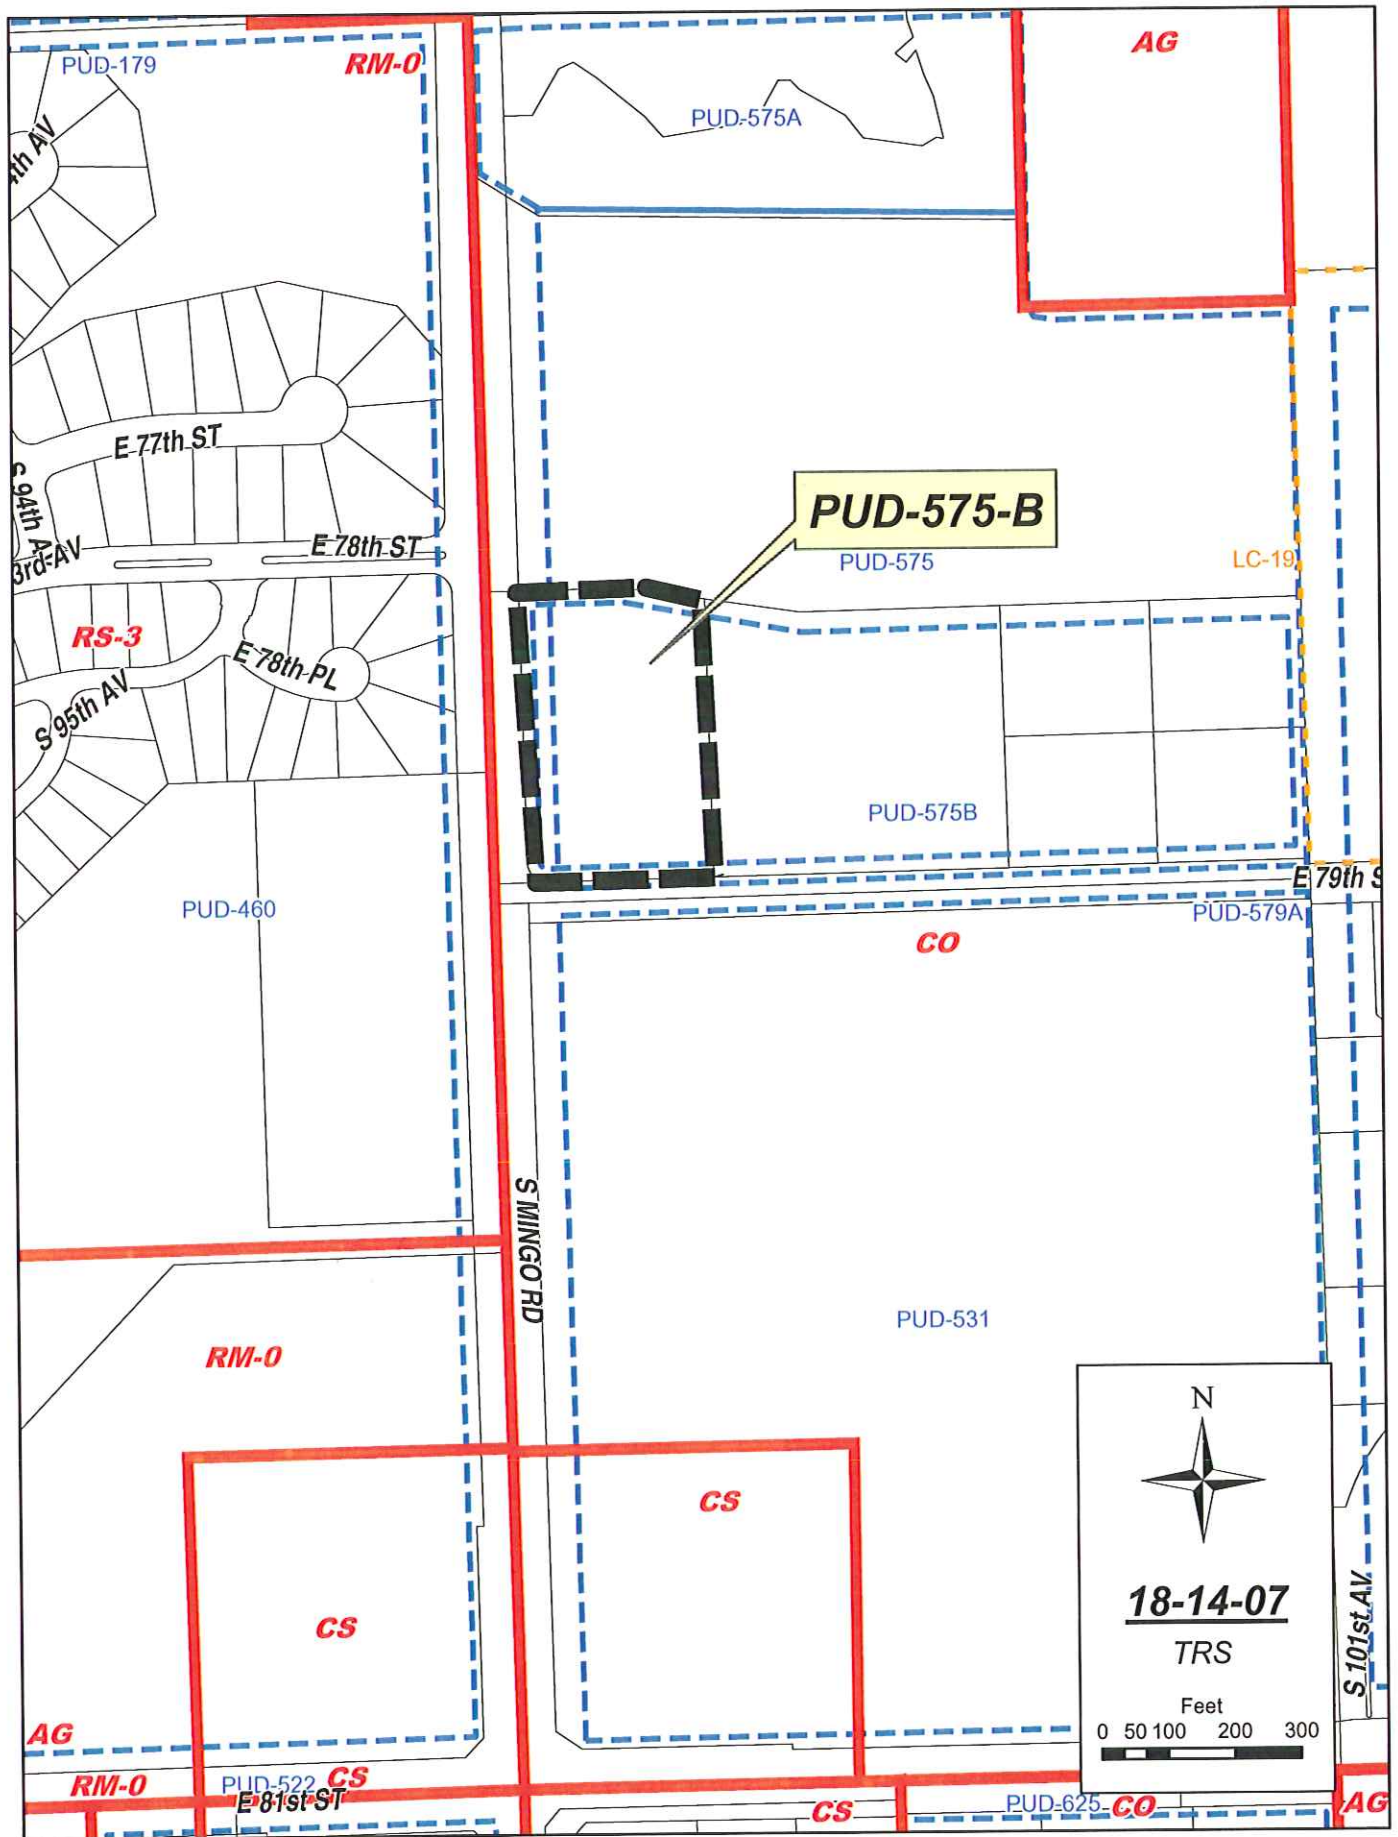 PUD-179
RM-0
AG
PUD-575A
4th AV
E 77th ST
S 94th A
PUD-575-B
E 78th ST
3rd AV
PUD-575
LC-19
RS-3
E 78th PL
S 95th AV
PUD-575B
E 79th S
PUD-460
PUD-579A
CO
S MINGO RD
PUD-531
RM-0
N
CS
18-14-07
CS
TRS
S 101st AV
Feet
0 50 100 200 300
AG
RM-0
PUD-522
CS
E 81st ST
CS
PUD-625
CO
AG